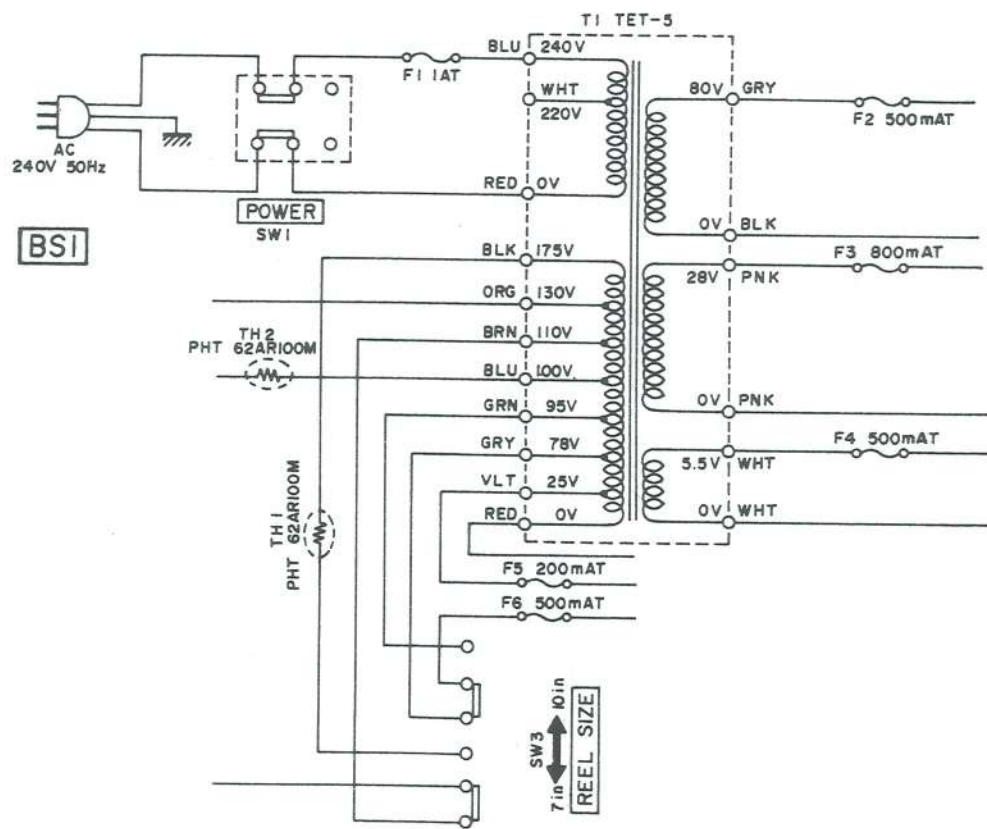 T1 TET-5
BLU 240V
F1 1AT
WHT
220V
80V GRY
F2 500mAT
AC
240V 50Hz
RED 0V
POWER
SW1
0V BLK
BS1
BLK 175V
F3 800mAT
28V PNK
ORG 130V
TH2
PHT 62AR100M
BRN 110V
BLU 100V
GRN 95V
0V PNK
GRY 78V
F4 500mAT
5.5V WHT
VLT 25V
RED 0V
0V WHT
TH1
PHT 62AR100M
F5 200mAT
F6 500mAT
7in 10in
SW3
REEL SIZE